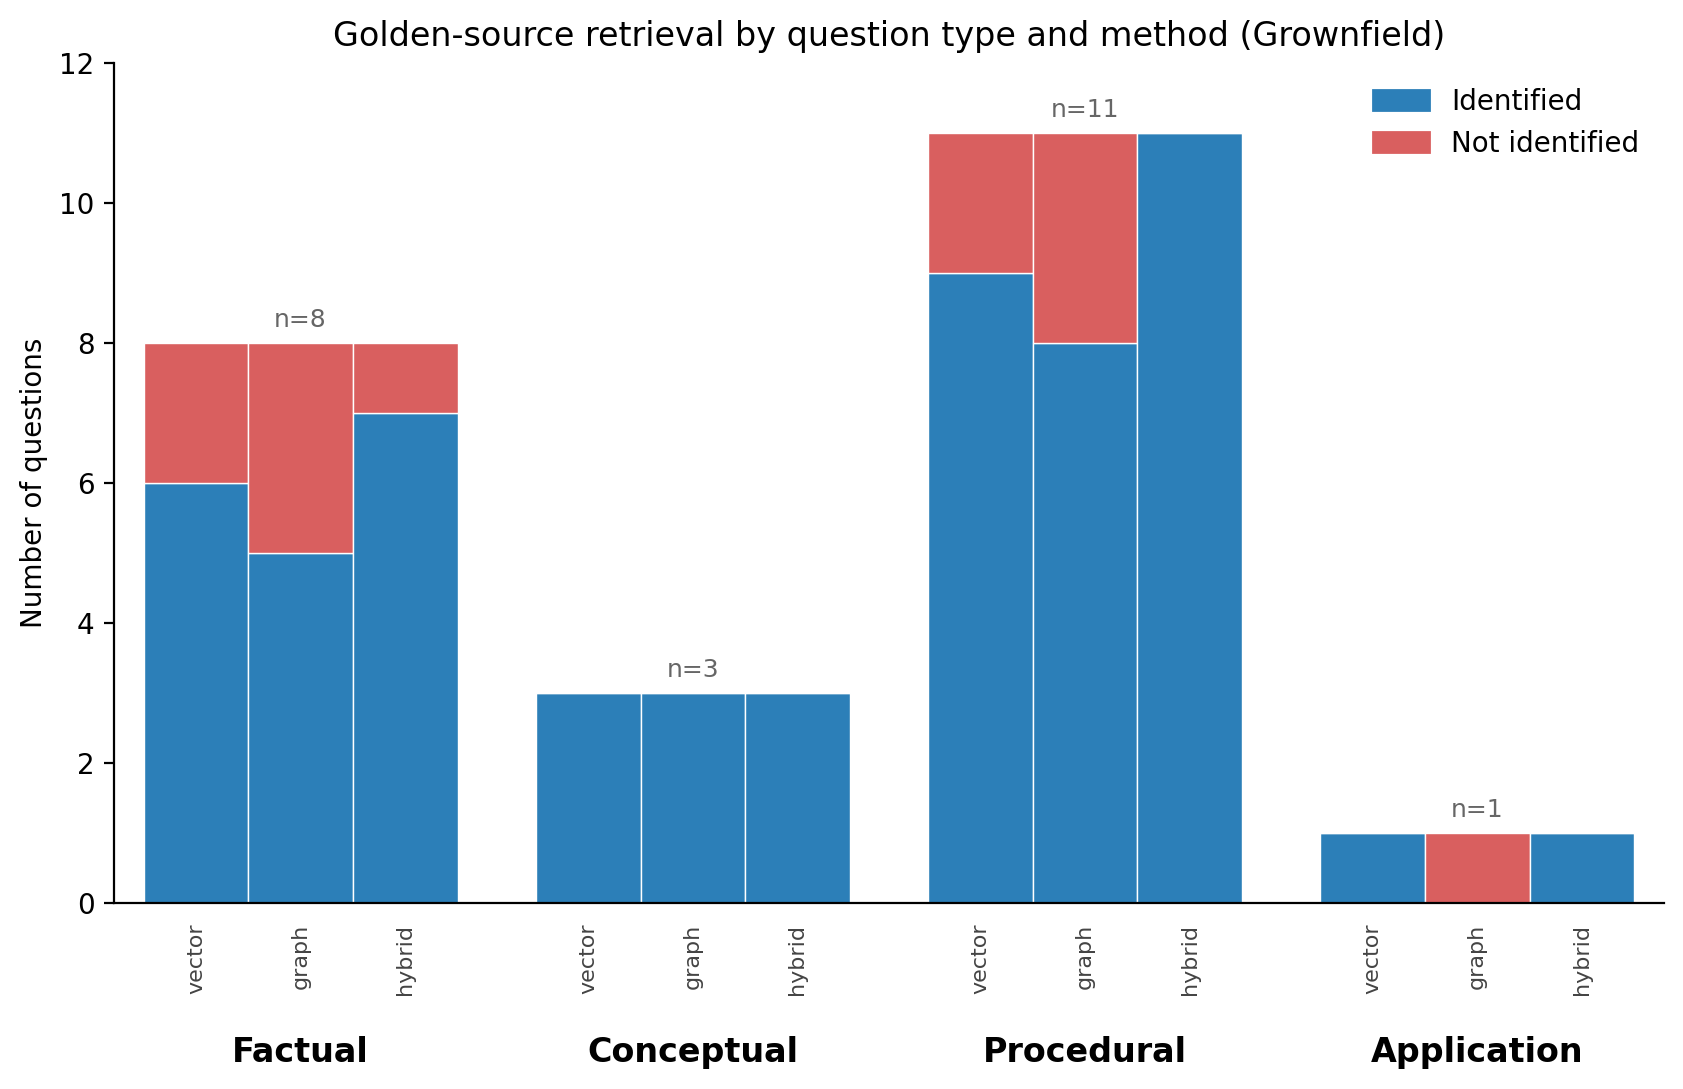 Golden-source retrieval by question type and method (Grownfield)
Identified
Not identified
Number of questions
12
10
8
6
4
2
0
n=8
n=3
n=11
n=1
vector
graph
hybrid
vector
graph
hybrid
vector
graph
hybrid
vector
graph
hybrid
Factual
Conceptual
Procedural
Application